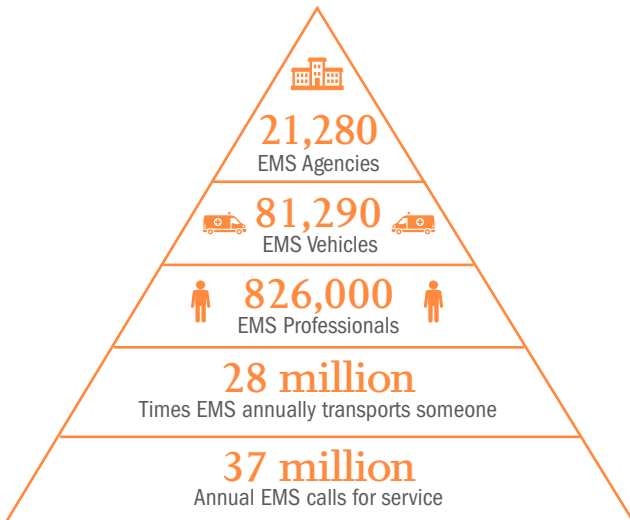 21,280
EMS Agencies
81,290
EMS Vehicles
826,000
EMS Professionals
28 million
Times EMS annually transports someone
37 million
Annual EMS calls for service